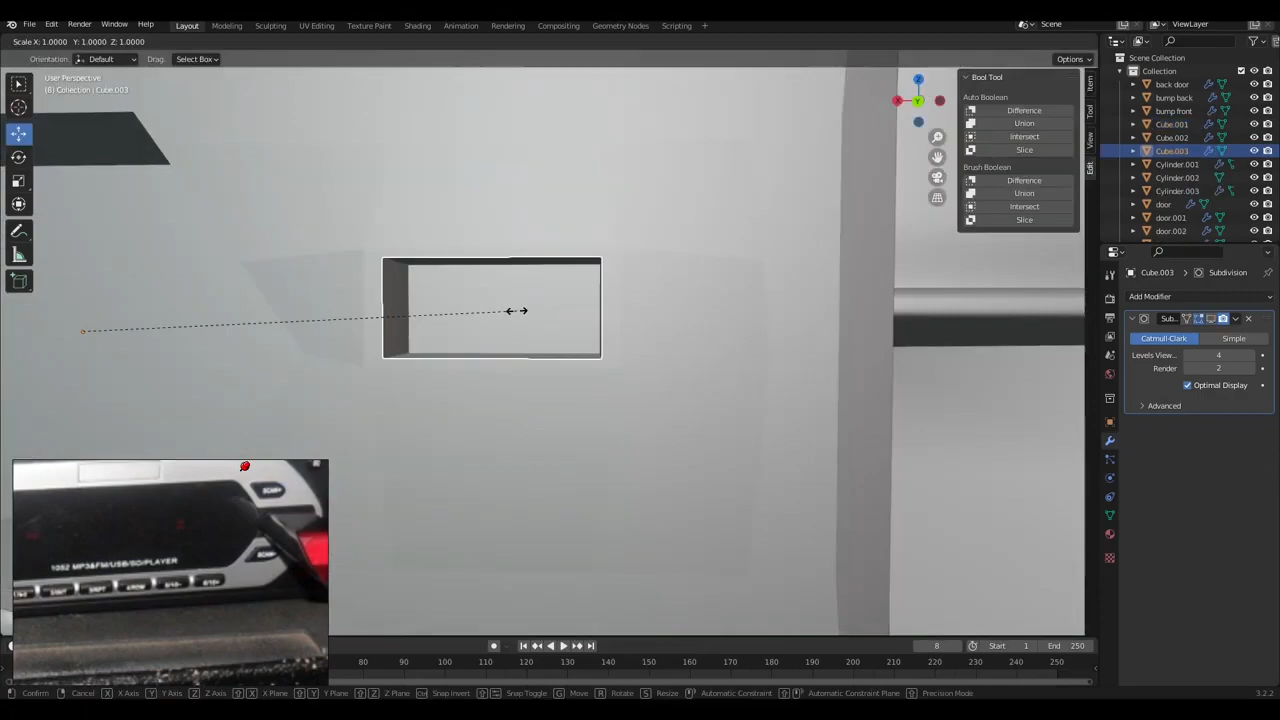 File Edit Render Window Help Layout Modeling Sculpting UV Editing Texture Paint Shading Animation Rendering Compositing Geometry Nodes Scripting + Scene ViewLayer
Scale X: 1.0000 Y: 1.0000 Z: 1.0000
Orientation: Default Drag: Select Box Options
User Perspective
(8) Collection | Cube.003
Z
X Y
Bool Tool
Auto Boolean
Difference
Union
Intersect
Slice
Brush Boolean
Difference
Union
Intersect
Slice
Item
Tool
View
Edit
Scene Collection
Collection
back door
bump back
bump front
Cube.001
Cube.002
Cube.003
Cylinder.001
Cylinder.002
Cylinder.003
door
door.001
door.002
Cube.003 Subdivision
Add Modifier
Sub..
Catmull-Clark Simple
Levels View... 4
Render 2
Optimal Display
Advanced
1052 MP3&FM/USB/SD/PLAYER
8 Start 1 End 250
80 90 100 110 120 130 140 150 160 170 180 190 200 210 220 230 240 250
Confirm Cancel X X Axis Y Y Axis Z Z Axis X X Plane Y Y Plane Z Z Plane Snap Invert Snap Toggle G Move R Rotate S Resize Automatic Constraint Automatic Constraint Plane Precision Mode 3.2.2